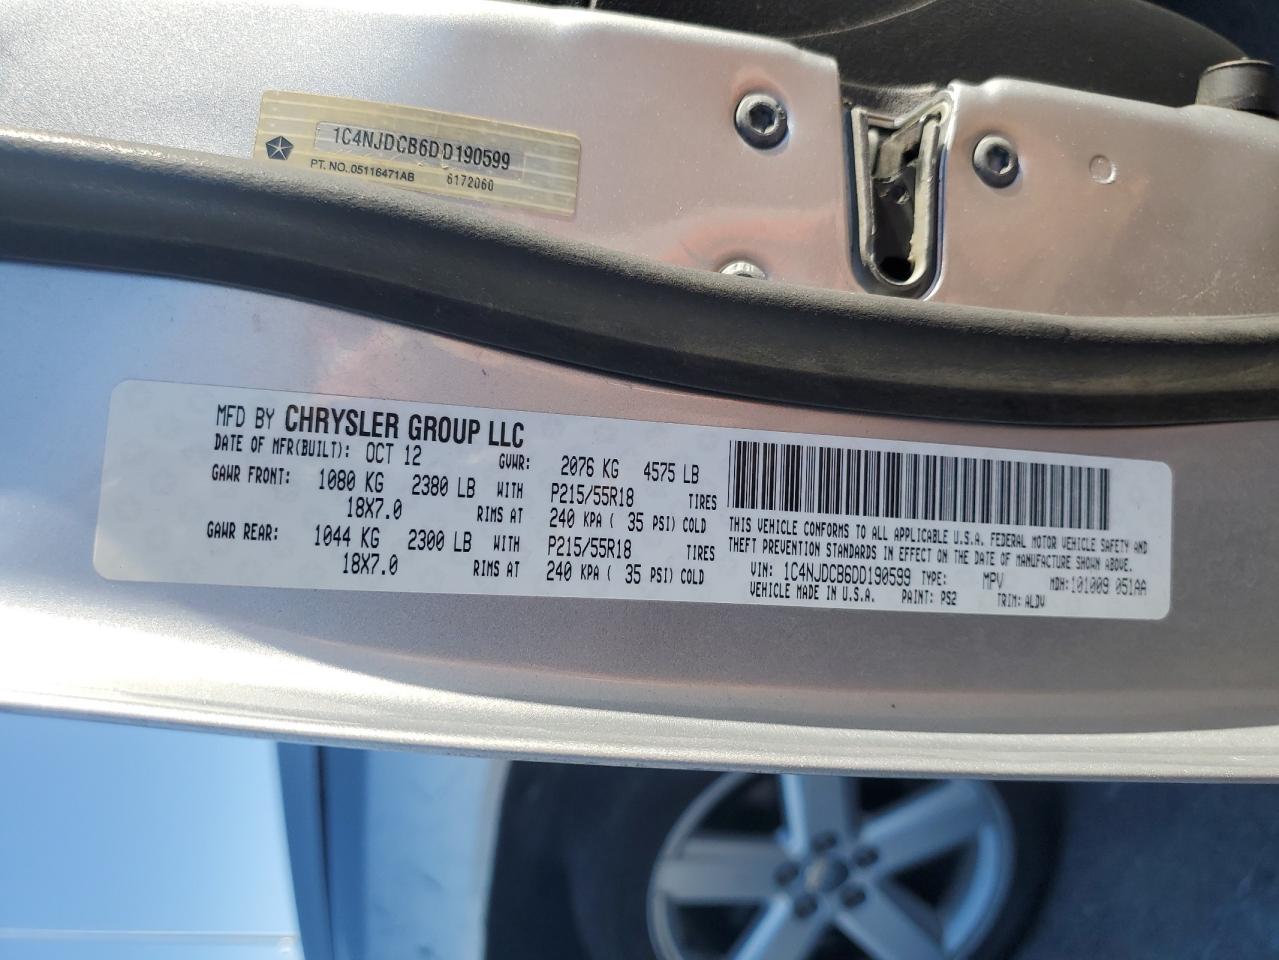 1C4NJDCB6DD190599
PT. NO. 05116471AB 6172060
MFD BY CHRYSLER GROUP LLC
DATE OF MFR(BUILT): OCT 12 GVWR: 2076 KG 4575 LB
GAWR FRONT: 1080 KG 2380 LB WITH P215/55R18 TIRES
18X7.0 RIMS AT 240 KPA ( 35 PSI) COLD
GAWR REAR: 1044 KG 2300 LB WITH P215/55R18 TIRES
18X7.0 RIMS AT 240 KPA ( 35 PSI) COLD
THIS VEHICLE CONFORMS TO ALL APPLICABLE U.S.A. FEDERAL MOTOR VEHICLE SAFETY AND
THEFT PREVENTION STANDARDS IN EFFECT ON THE DATE OF MANUFACTURE SHOWN ABOVE.
VIN: 1C4NJDCB6DD190599 TYPE: MPV MDH: 101009 051AA
VEHICLE MADE IN U.S.A. PAINT: PS2 TRIM: ALDV